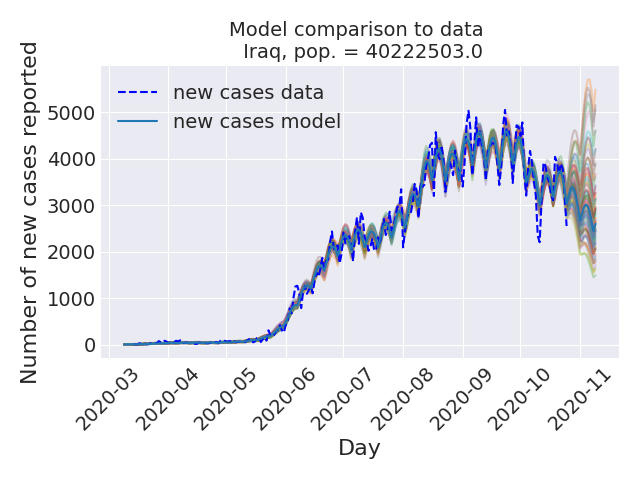 Model comparison to data
Iraq, pop. = 40222503.0
Number of new cases reported
5000
4000
3000
2000
1000
0
new cases data
new cases model
2020-03
2020-04
2020-05
2020-06
2020-07
2020-08
2020-09
2020-10
2020-11
Day